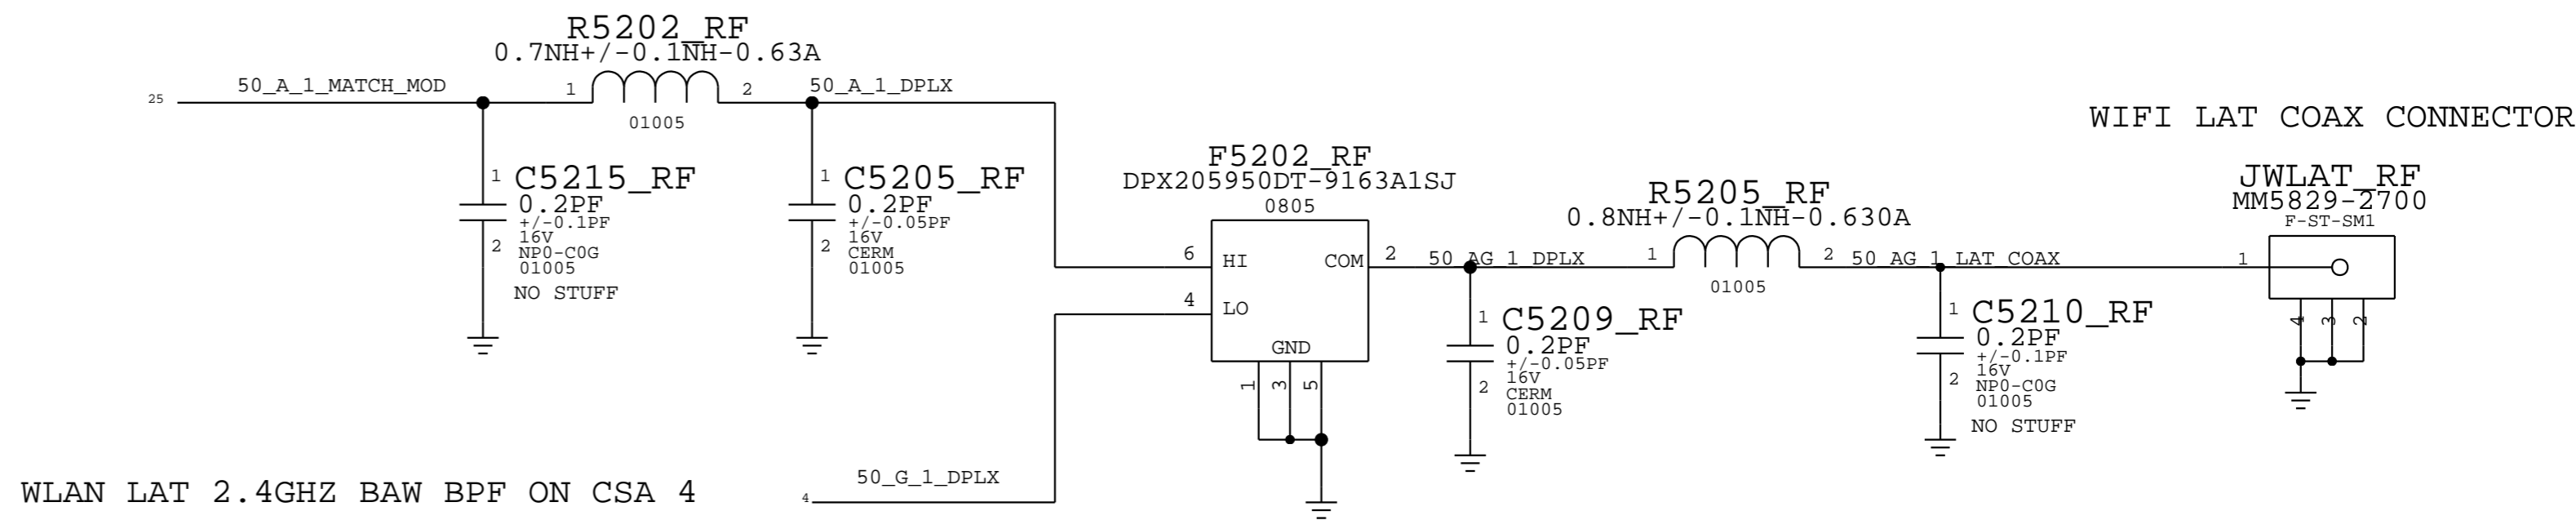 R5202_RF
0.7NH+/-0.1NH-0.63A
25
50_A_1_MATCH_MOD
1
2
50_A_1_DPLX
01005
1
C5215_RF
0.2PF
+/-0.1PF
16V
2
NP0-C0G
01005
NO STUFF
1
C5205_RF
0.2PF
+/-0.05PF
16V
2
CERM
01005
F5202_RF
DPX205950DT-9163A1SJ
0805
6
HI
COM
2
4
LO
GND
1
3
5
50_G_1_DPLX
4
WLAN LAT 2.4GHZ BAW BPF ON CSA 4
50_AG_1_DPLX
R5205_RF
0.8NH+/-0.1NH-0.630A
1
2
01005
50_AG_1_LAT_COAX
1
C5209_RF
0.2PF
+/-0.05PF
16V
2
CERM
01005
1
C5210_RF
0.2PF
+/-0.1PF
16V
2
NP0-C0G
01005
NO STUFF
WIFI LAT COAX CONNECTOR
JWLAT_RF
MM5829-2700
F-ST-SM1
1
4
3
2